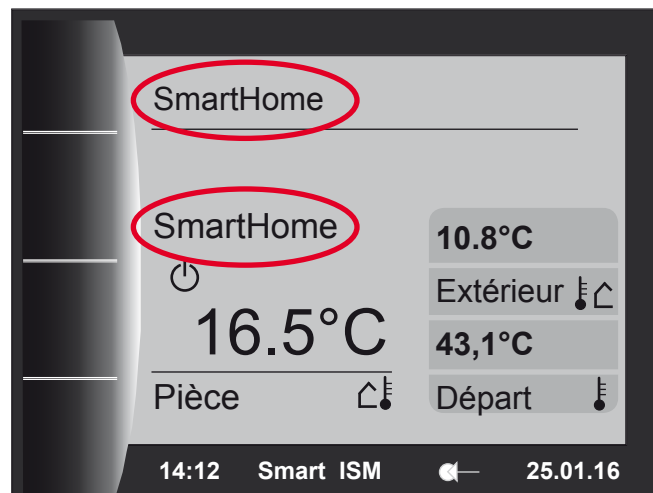 SmartHome
SmartHome
16.5°C
Pièce
10.8°C
Extérieur
43,1°C
Départ
14:12 Smart ISM 25.01.16